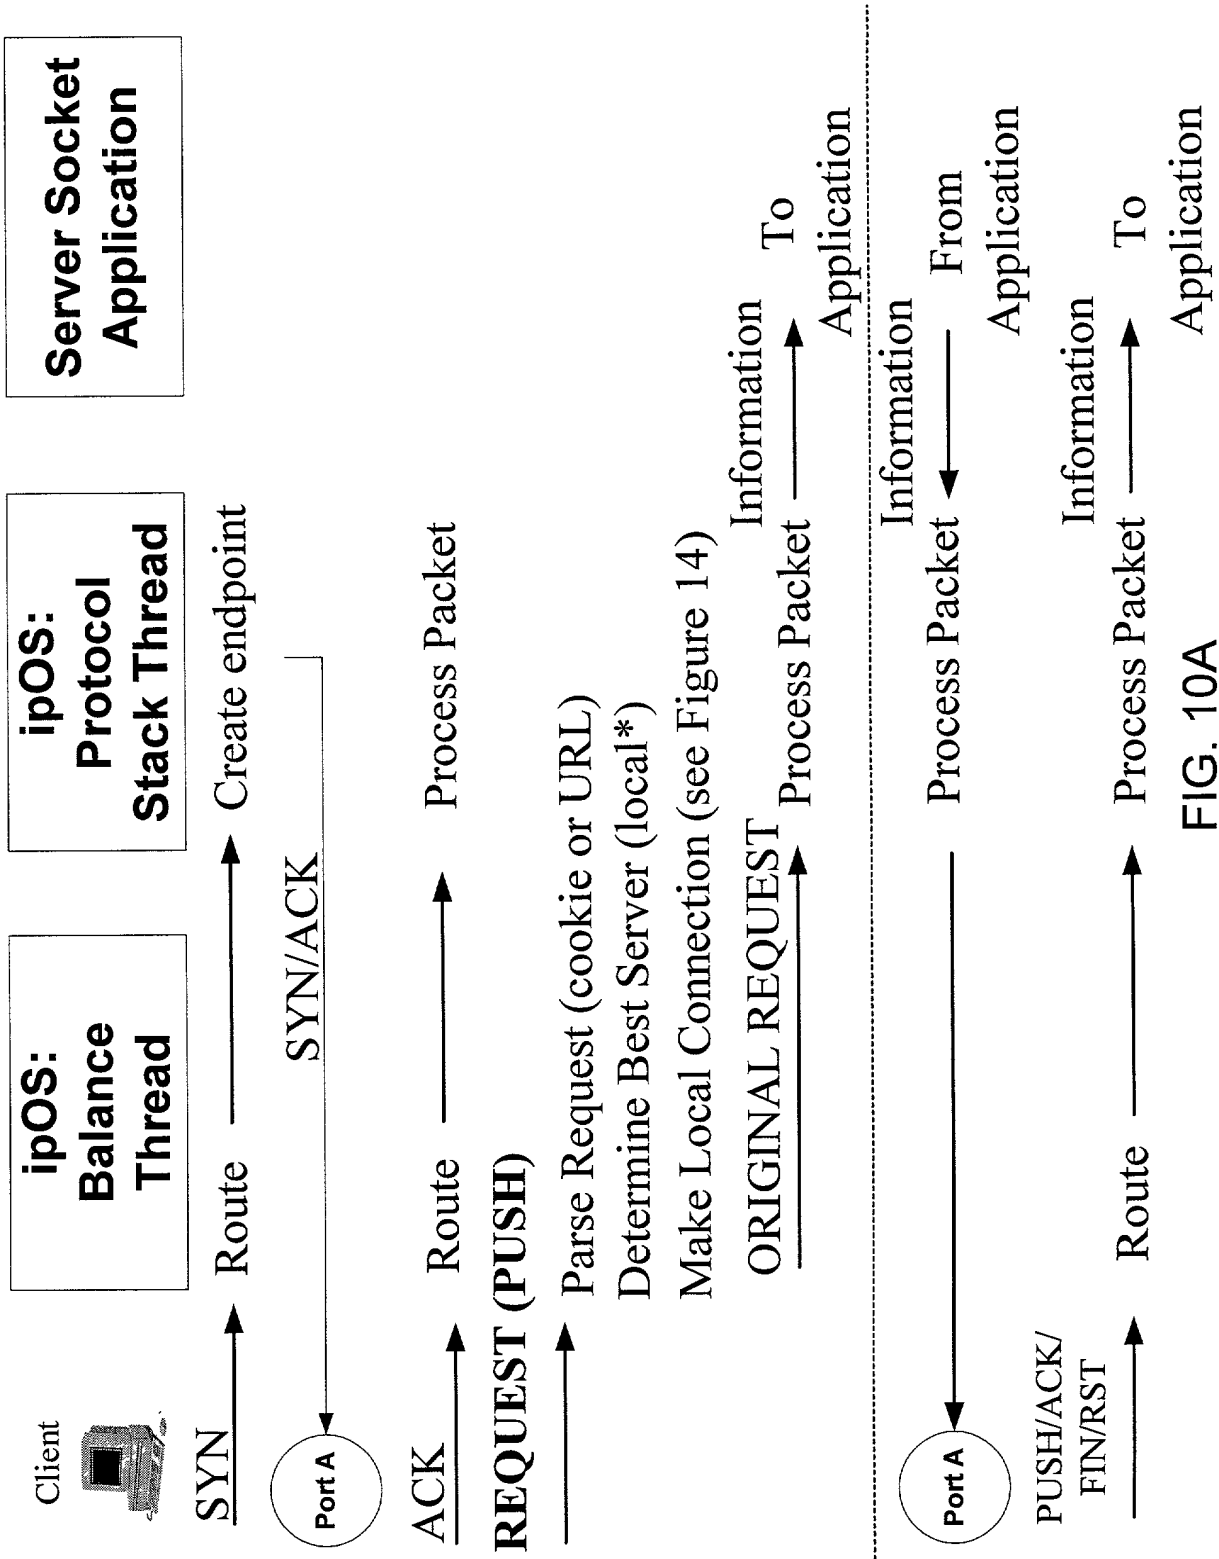 Client
ipOS:
Balance
Thread
ipOS:
Protocol
Stack Thread
Server Socket
Application
SYN
Route
Create endpoint
SYN/ACK
Port A
ACK
Route
Process Packet
REQUEST (PUSH)
Parse Request (cookie or URL)
Determine Best Server (local*)
Make Local Connection (see Figure 14)
ORIGINAL REQUEST
Process Packet
Information
To
Application
Port A
Process Packet
Information
From
Application
PUSH/ACK/
FIN/RST
Route
Process Packet
Information
To
Application
FIG. 10A